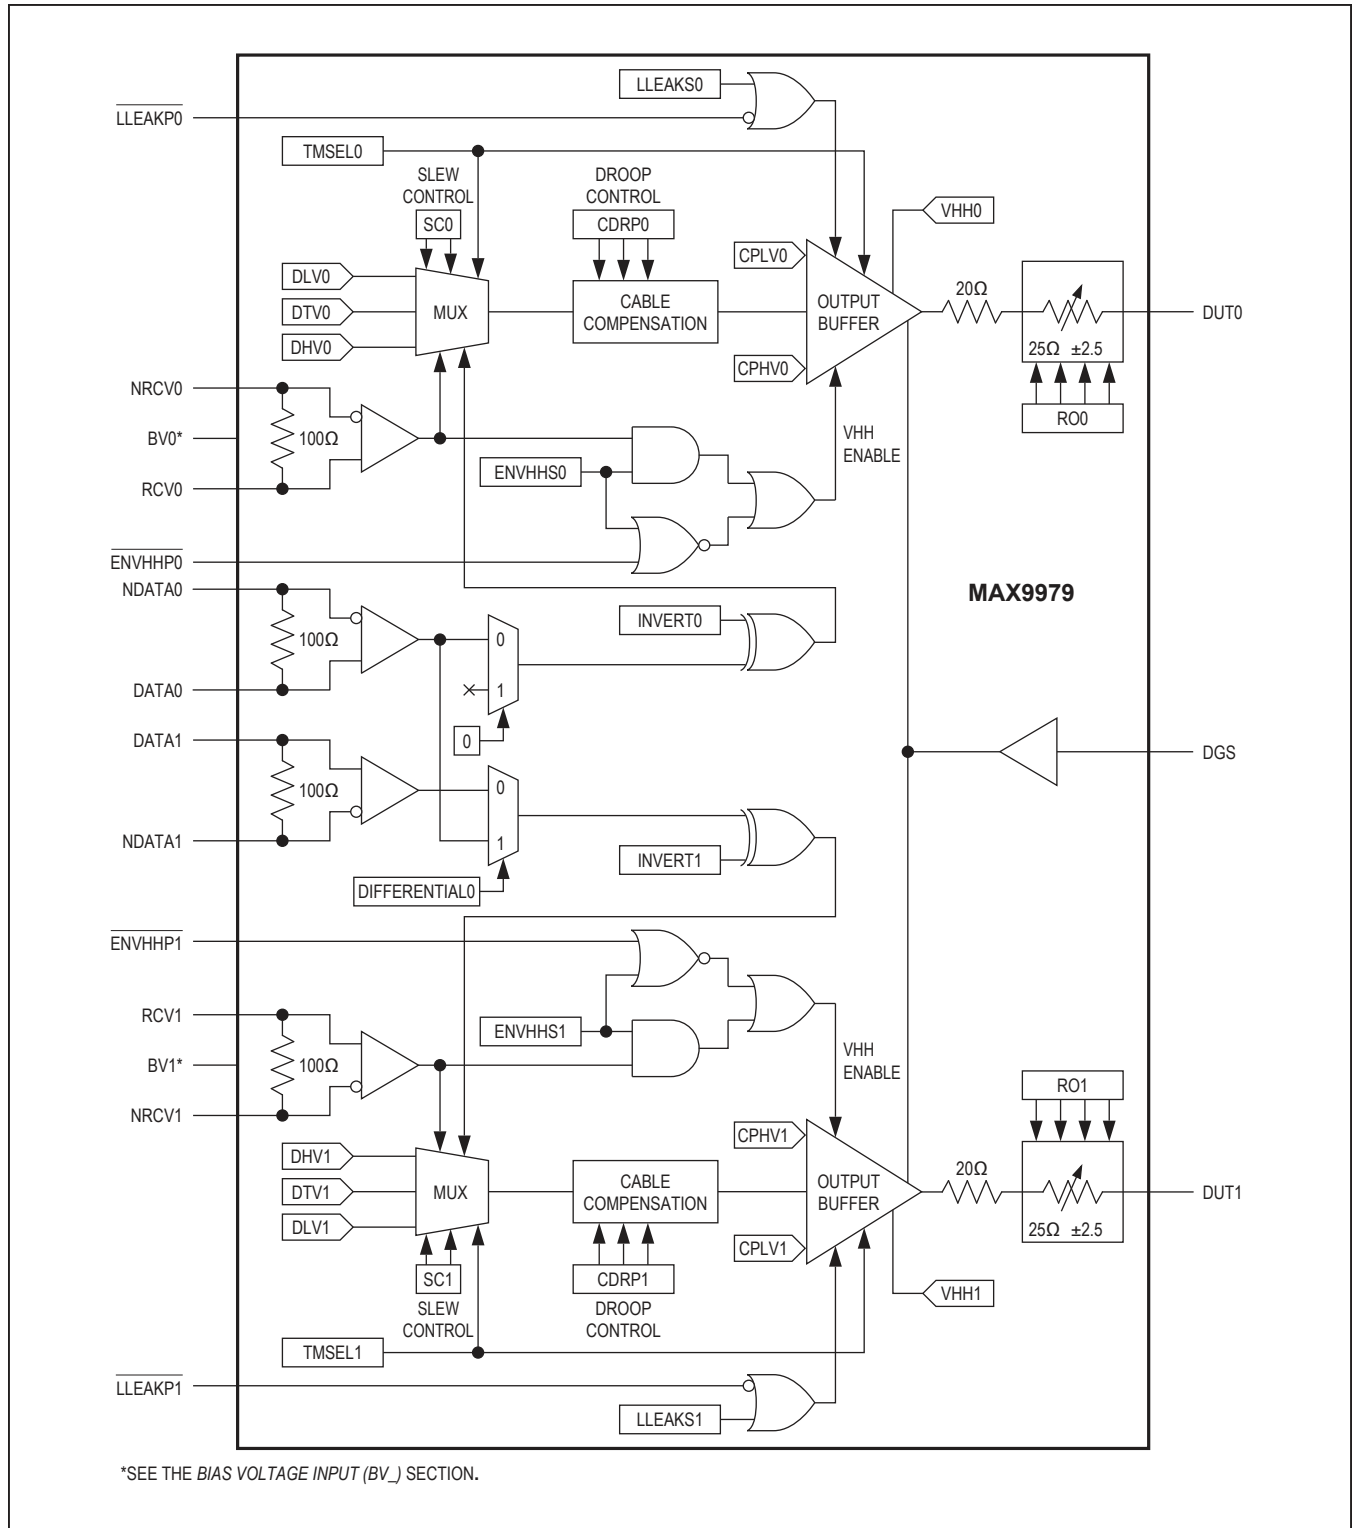 LLEAKS0
LLEAKP0
TMSEL0
SLEW
CONTROL
DROOP
CONTROL
SC0
CDRP0
VHH0
CPLV0
DLV0
DTV0
DHV0
MUX
CABLE
COMPENSATION
OUTPUT
BUFFER
20Ω
25Ω ±2.5
DUT0
CPHV0
RO0
NRCV0
BV0*
100Ω
RCV0
ENVHHS0
VHH
ENABLE
ENVHHP0
NDATA0
100Ω
DATA0
0
1
0
INVERT0
MAX9979
DATA1
100Ω
NDATA1
0
1
DIFFERENTIAL0
INVERT1
DGS
ENVHHP1
RCV1
BV1*
100Ω
NRCV1
ENVHHS1
VHH
ENABLE
RO1
CPHV1
DHV1
DTV1
DLV1
MUX
CABLE
COMPENSATION
OUTPUT
BUFFER
20Ω
25Ω ±2.5
DUT1
CPLV1
SC1
CDRP1
VHH1
SLEW
CONTROL
DROOP
CONTROL
TMSEL1
LLEAKP1
LLEAKS1
*SEE THE BIAS VOLTAGE INPUT (BV_) SECTION.